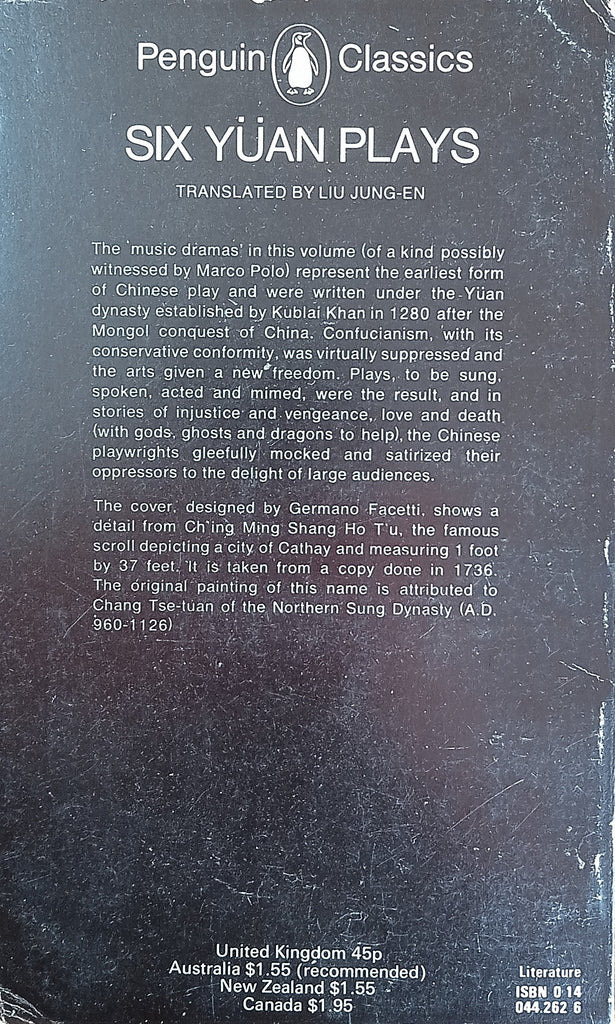 Penguin Classics
SIX YÜAN PLAYS
TRANSLATED BY LIU JUNG-EN
The 'music dramas' in this volume (of a kind possibly
witnessed by Marco Polo) represent the earliest form
of Chinese play and were written under the Yüan
dynasty established by Kublai Khan in 1280 after the
Mongol conquest of China. Confucianism, with its
conservative conformity, was virtually suppressed and
the arts given a new freedom. Plays, to be sung,
spoken, acted and mimed, were the result, and in
stories of injustice and vengeance, love and death
(with gods, ghosts and dragons to help), the Chinese
playwrights gleefully mocked and satirized their
oppressors to the delight of large audiences.
The cover, designed by Germano Facetti, shows a
detail from Ch'ing Ming Shang Ho T'u, the famous
scroll depicting a city of Cathay and measuring 1 foot
by 37 feet. It is taken from a copy done in 1736.
The original painting of this name is attributed to
Chang Tse-tuan of the Northern Sung Dynasty (A.D.
960-1126)
United Kingdom 45p
Australia $1.55 (recommended)
New Zealand $1.55
Canada $1.95
Literature
ISBN 0 14
044.262 6